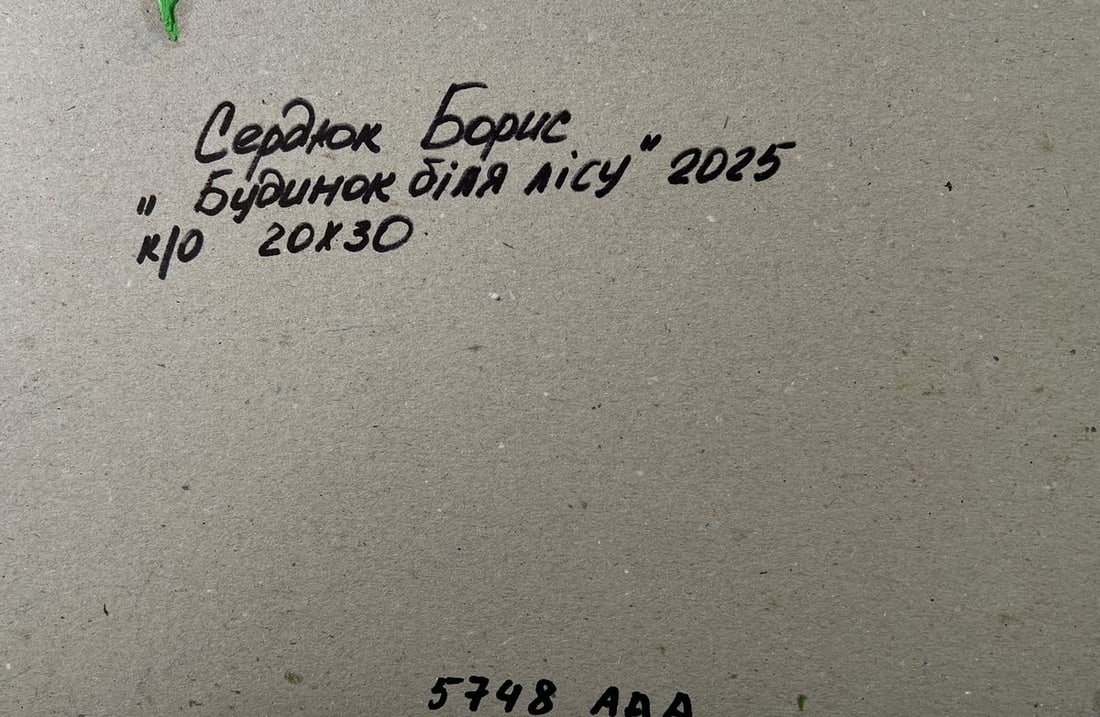 Сердюк Борис
"Будинок біля лісу" 2025
к/о 20х30
5748 ААА